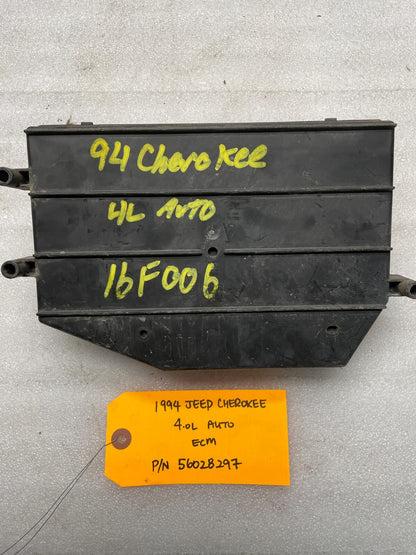 94 Cherokee
4L AUTO
16F006
1994 JEEP CHEROKEE
4.0L AUTO
ECM
P/N 56028297